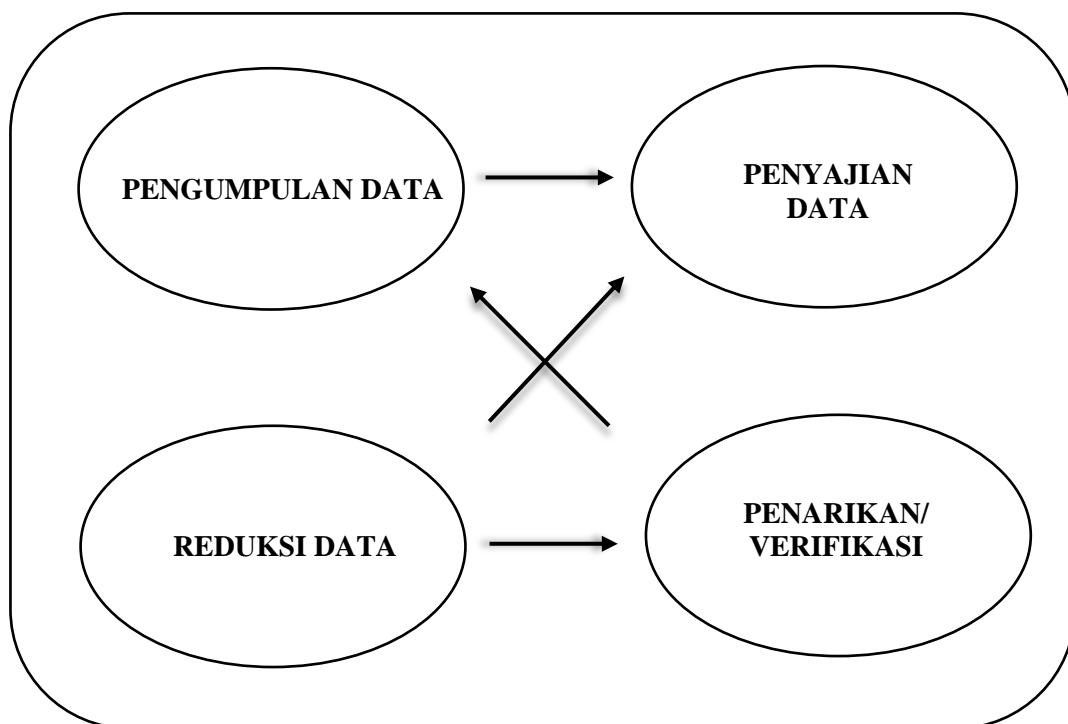 PENGUMPULAN DATA
PENYAJIAN
DATA
REDUKSI DATA
PENARIKAN/
VERIFIKASI